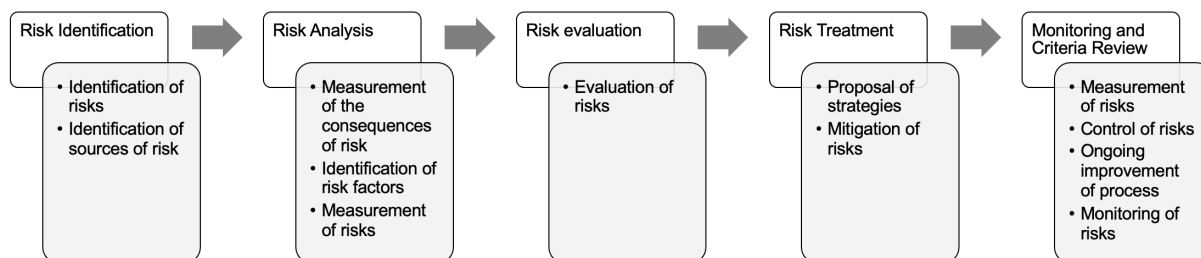 Risk Identification
• Identification of
risks
• Identification of
sources of risk
Risk Analysis
• Measurement
of the
consequences
of risk
• Identification of
risk factors
• Measurement
of risks
Risk evaluation
• Evaluation of
risks
Risk Treatment
• Proposal of
strategies
• Mitigation of
risks
Monitoring and
Criteria Review
• Measurement
of risks
• Control of risks
• Ongoing
improvement
of process
• Monitoring of
risks